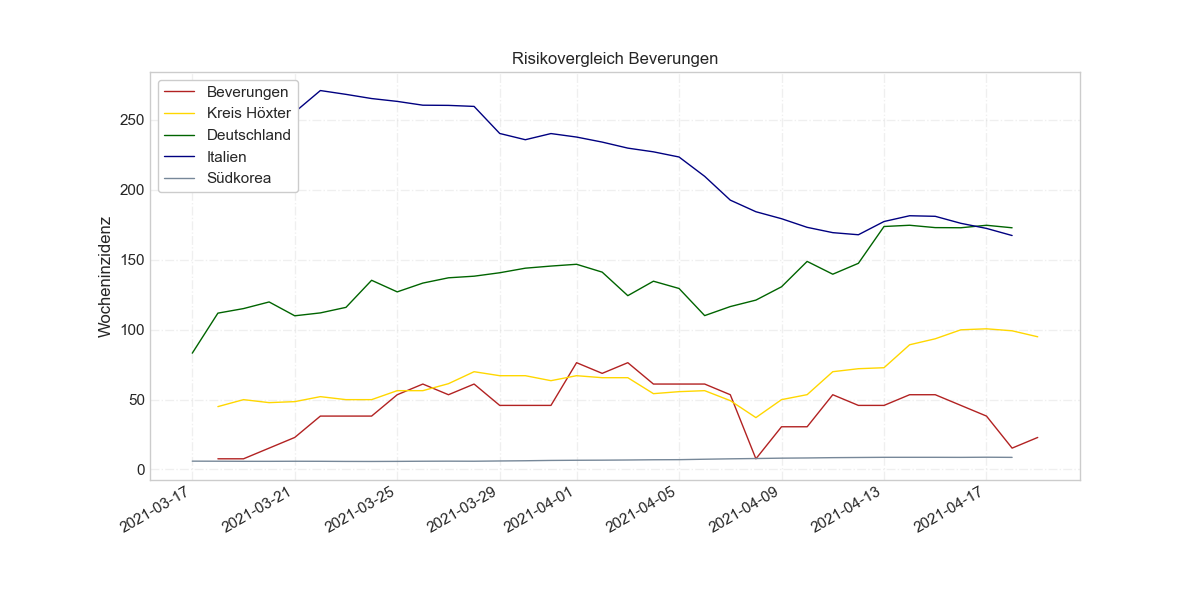 Risikovergleich Beverungen
Beverungen
Kreis Höxter
Deutschland
Italien
Südkorea
Wocheninzidenz
250
200
150
100
50
0
2021-03-17
2021-03-21
2021-03-25
2021-03-29
2021-04-01
2021-04-05
2021-04-09
2021-04-13
2021-04-17